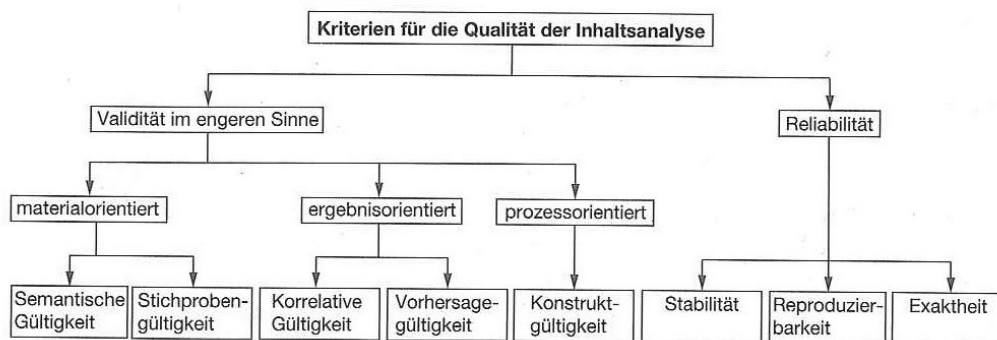 Kriterien für die Qualität der Inhaltsanalyse
Validität im engeren Sinne
Reliabilität
materialorientiert
ergebnisorientiert
prozessorientiert
Semantische
Gültigkeit
Stichproben-
gültigkeit
Korrelative
Gültigkeit
Vorhersage-
gültigkeit
Konstrukt-
gültigkeit
Stabilität
Reproduzier-
barkeit
Exaktheit